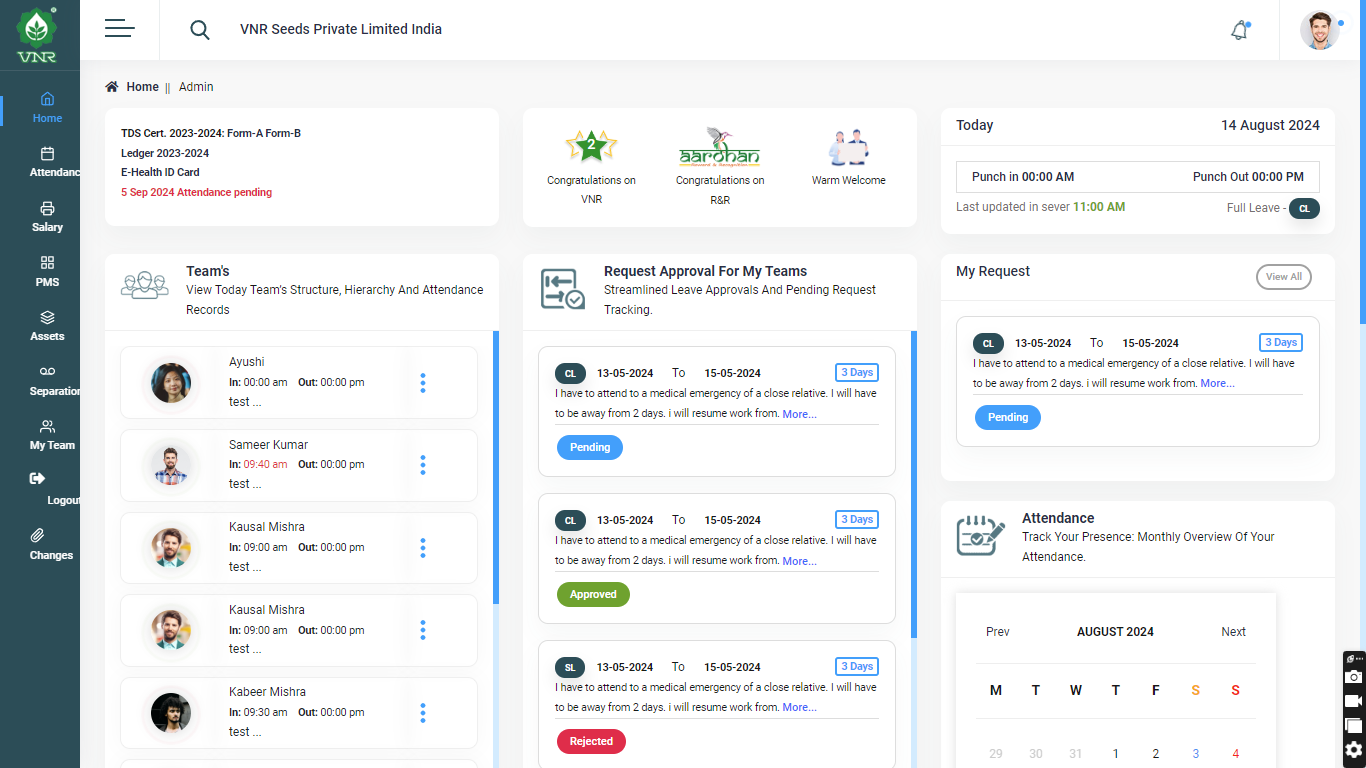 VNR
VNR Seeds Private Limited India
Home || Admin
Home
Attendanc
Salary
PMS
Assets
Separation
My Team
Logout
Changes
TDS Cert. 2023-2024: Form-A Form-B
Ledger 2023-2024
E-Health ID Card
5 Sep 2024 Attendance pending
2
Congratulations on
VNR
aarohan
Congratulations on
R&R
Warm Welcome
Today 14 August 2024
Punch in 00:00 AM Punch Out 00:00 PM
Last updated in sever 11:00 AM Full Leave - CL
Team's
View Today Team's Structure, Hierarchy And Attendance
Records
Ayushi
In: 00:00 am Out: 00:00 pm
test ...
Sameer Kumar
In: 09:40 am Out: 00:00 pm
test ...
Kausal Mishra
In: 09:00 am Out: 00:00 pm
test ...
Kausal Mishra
In: 09:00 am Out: 00:00 pm
test ...
Kabeer Mishra
In: 09:30 am Out: 00:00 pm
test ...
Request Approval For My Teams
Streamlined Leave Approvals And Pending Request
Tracking.
CL 13-05-2024 To 15-05-2024 3 Days
I have to attend to a medical emergency of a close relative. I will have
to be away from 2 days. i will resume work from. More...
Pending
CL 13-05-2024 To 15-05-2024 3 Days
I have to attend to a medical emergency of a close relative. I will have
to be away from 2 days. i will resume work from. More...
Approved
SL 13-05-2024 To 15-05-2024 3 Days
I have to attend to a medical emergency of a close relative. I will have
to be away from 2 days. i will resume work from. More...
Rejected
My Request View All
CL 13-05-2024 To 15-05-2024 3 Days
I have to attend to a medical emergency of a close relative. I will have
to be away from 2 days. i will resume work from. More...
Pending
Attendance
Track Your Presence: Monthly Overview Of Your
Attendance.
Prev AUGUST 2024 Next
M T W T F S S
29 30 31 1 2 3 4